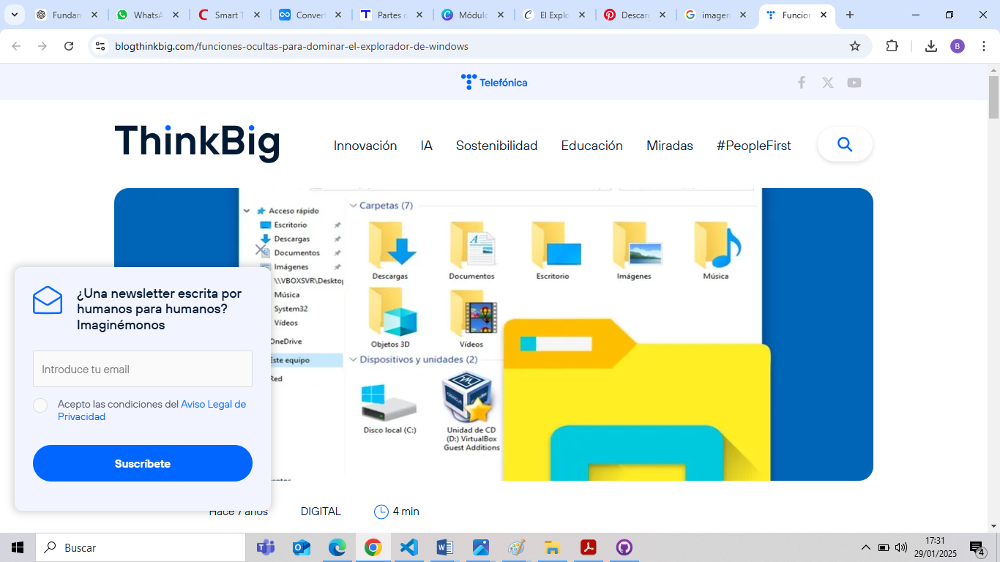 Fundam
WhatsA
Smart T
Convert
Partes d
Módulo
El Explo
Descarg
imagen
Funcion
blogthinkbig.com/funciones-ocultas-para-dominar-el-explorador-de-windows
B
Telefónica
ThinkBig
Innovación
IA
Sostenibilidad
Educación
Miradas
#PeopleFirst
Acceso rápido
Escritorio
Descargas
Documentos
Imágenes
\\VBOXSVR\Desktop
Música
System32
Vídeos
OneDrive
Este equipo
Red
Carpetas (7)
Descargas
Documentos
Escritorio
Imágenes
Música
Objetos 3D
Vídeos
Dispositivos y unidades (2)
Disco local (C:)
Unidad de CD
(D:) VirtualBox
Guest Additions
¿Una newsletter escrita por
humanos para humanos?
Imaginémonos
Introduce tu email
Acepto las condiciones del Aviso Legal de
Privacidad
Suscríbete
Hace 7 años
DIGITAL
4 min
Buscar
17:31
29/01/2025
4